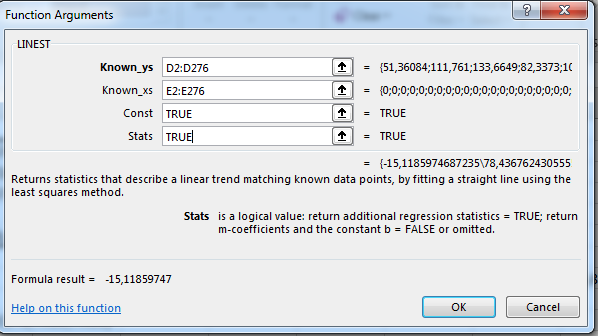 Function Arguments
?
LINEST
Known_ys D2:D276 = {51,36084;111,761;133,6649;82,3373;10
Known_xs E2:E276 = {0;0;0;0;0;0;0;0;0;0;0;0;0;0;0;0;0;0;0;
Const TRUE = TRUE
Stats TRUE = TRUE
= {-15,1185974687235\78,436762430555
Returns statistics that describe a linear trend matching known data points, by fitting a straight line using the
least squares method.
Stats is a logical value: return additional regression statistics = TRUE; return
m-coefficients and the constant b = FALSE or omitted.
Formula result = -15,11859747
Help on this function
OK Cancel